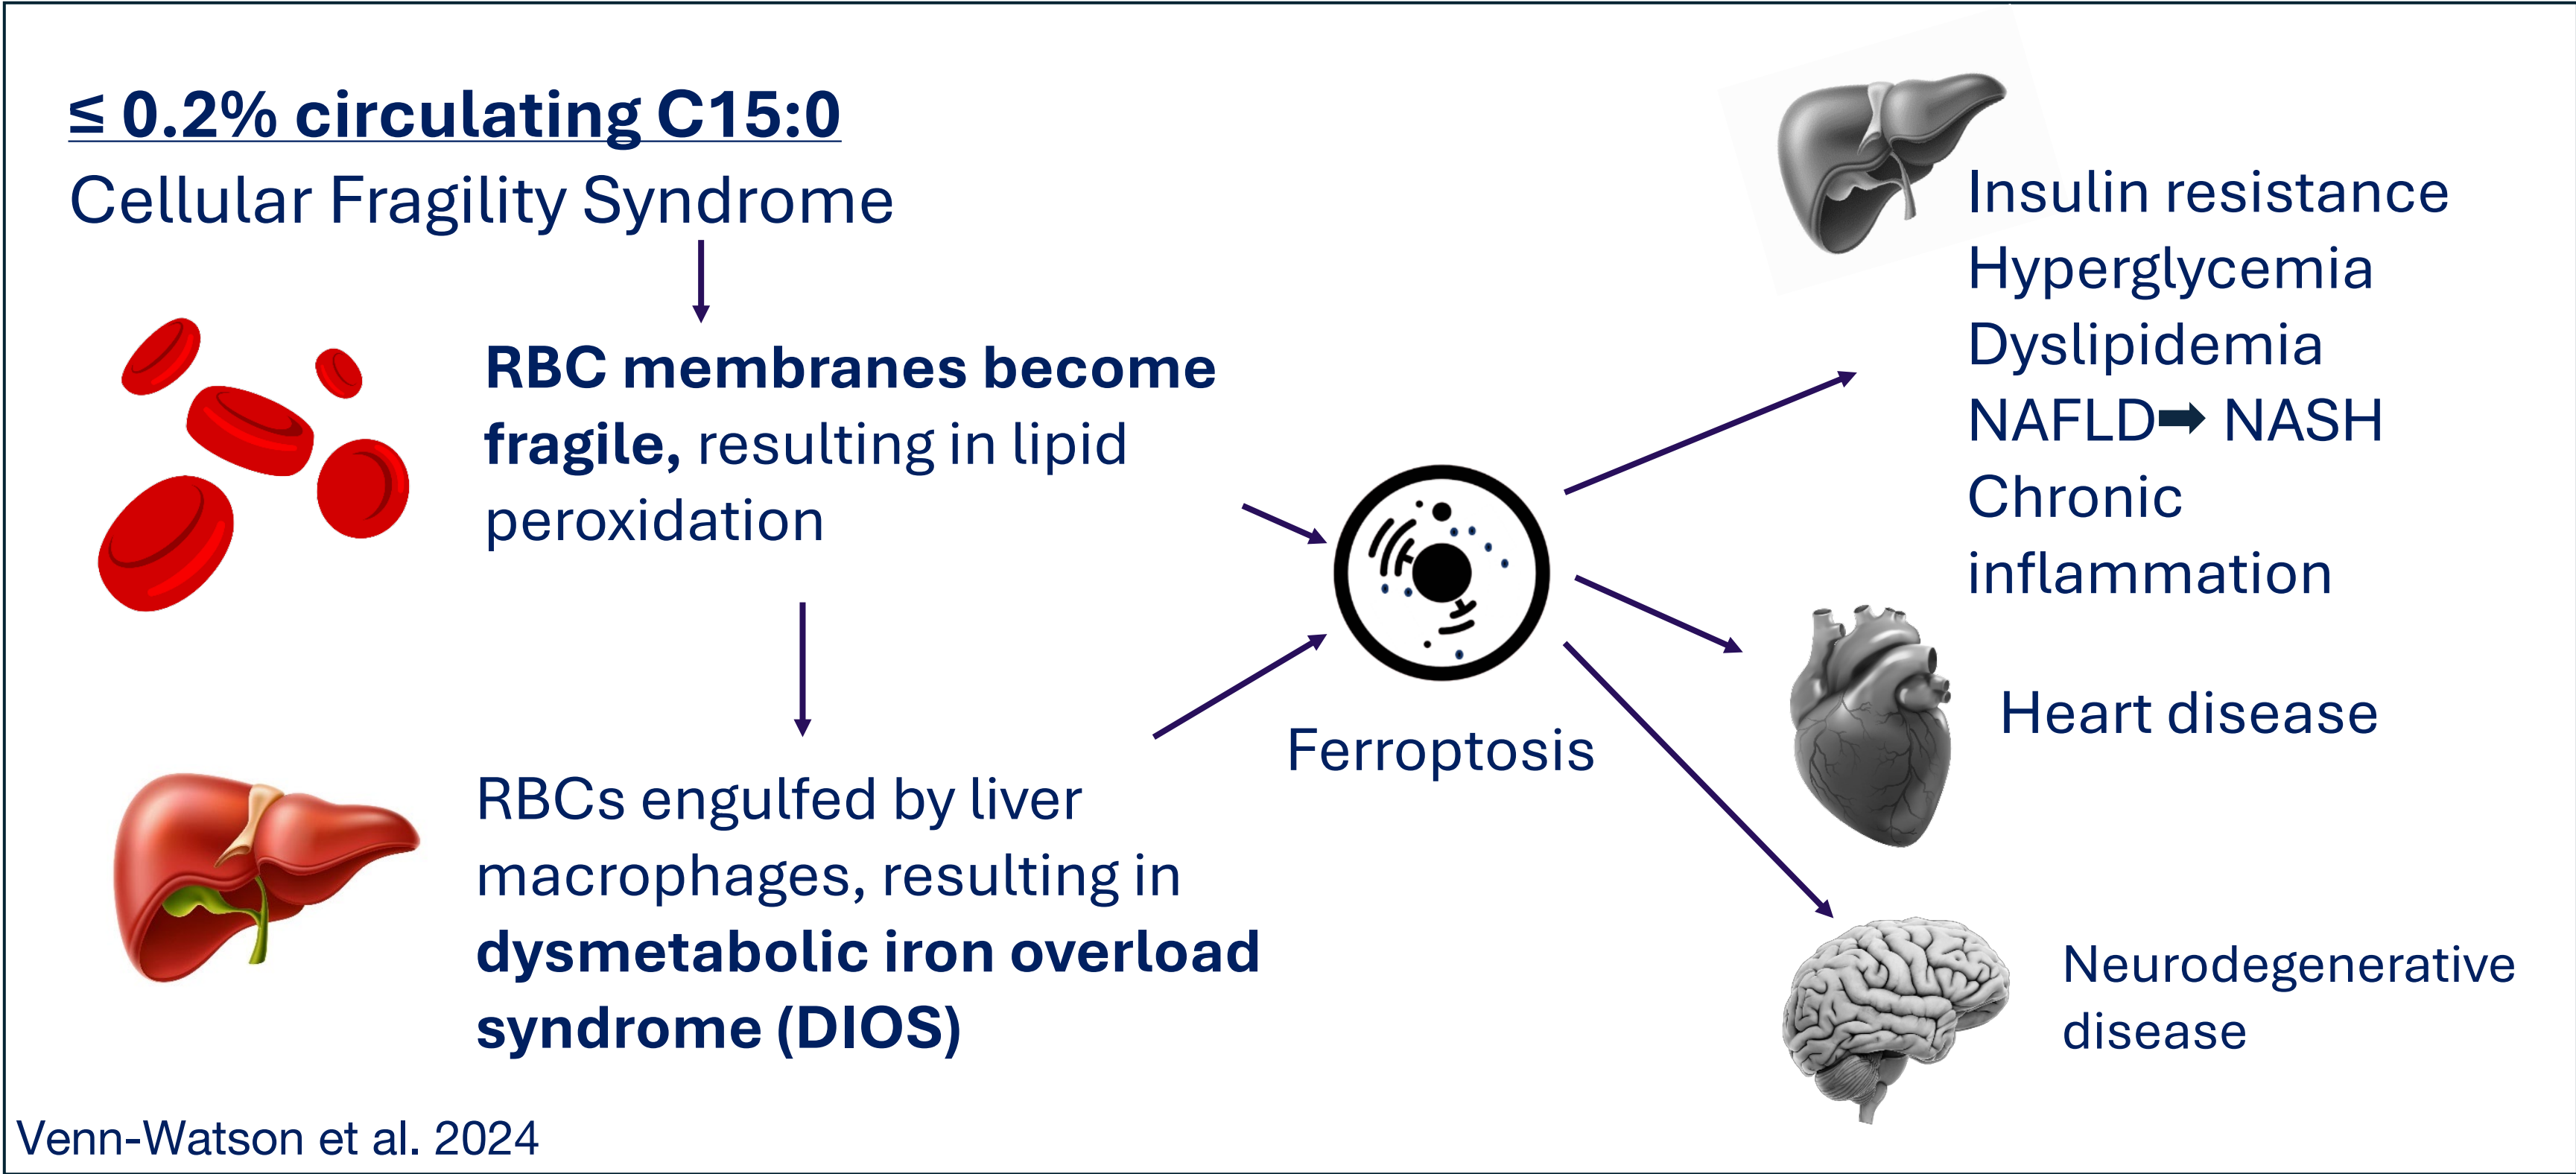 ≤ 0.2% circulating C15:0
Cellular Fragility Syndrome
RBC membranes become
fragile, resulting in lipid
peroxidation
RBCs engulfed by liver
macrophages, resulting in
dysmetabolic iron overload
syndrome (DIOS)
Ferroptosis
Insulin resistance
Hyperglycemia
Dyslipidemia
NAFLD➡ NASH
Chronic
inflammation
Heart disease
Neurodegenerative
disease
Venn-Watson et al. 2024